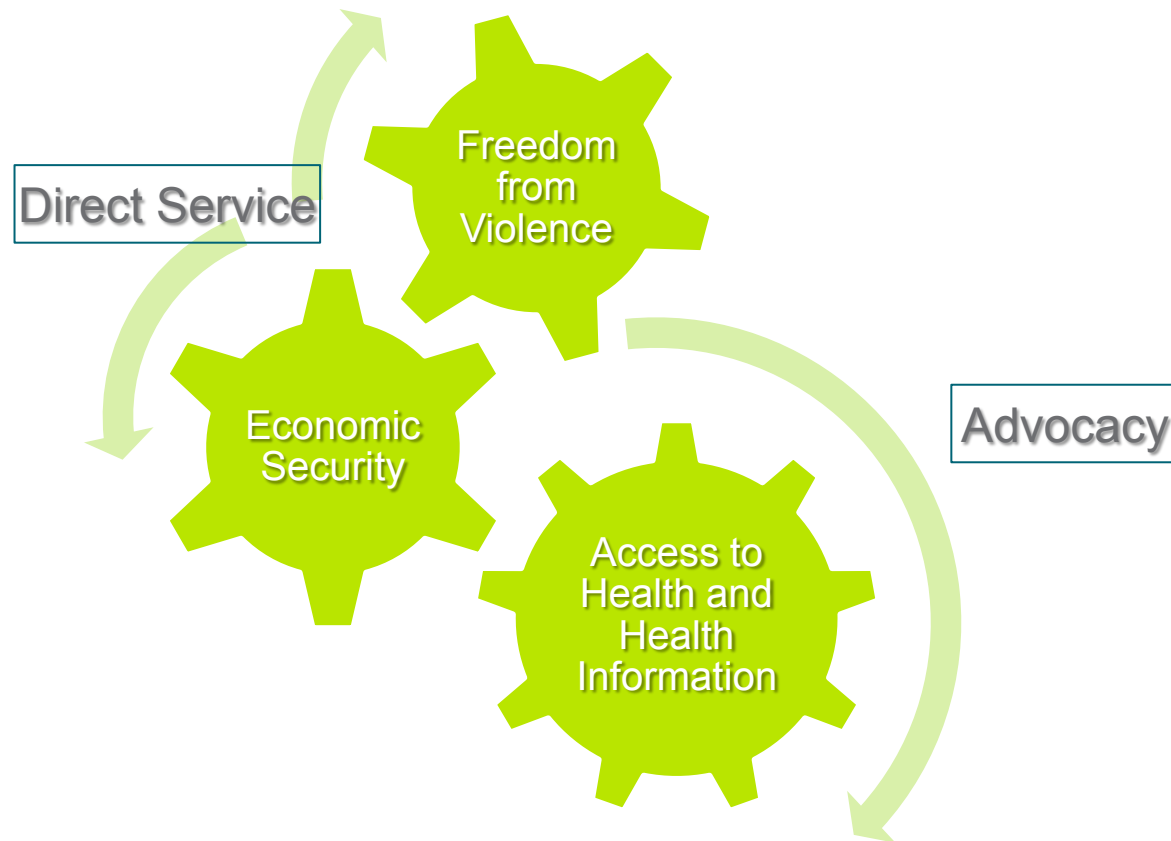 Freedom
from
Violence
Direct Service
Economic
Security
Advocacy
Access to
Health and
Health
Information